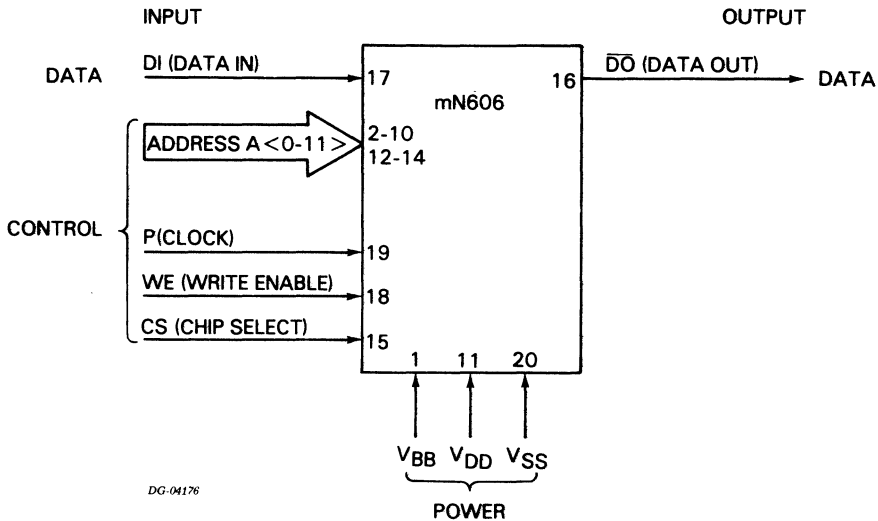 INPUT
OUTPUT
DATA
DI (DATA IN)
17
mN606
16
D̅O̅ (DATA OUT)
DATA
ADDRESS A<0-11>
2-10
12-14
CONTROL
P(CLOCK)
19
WE (WRITE ENABLE)
18
CS (CHIP SELECT)
15
1 11 20
VBB VDD VSS
DG-04176
POWER